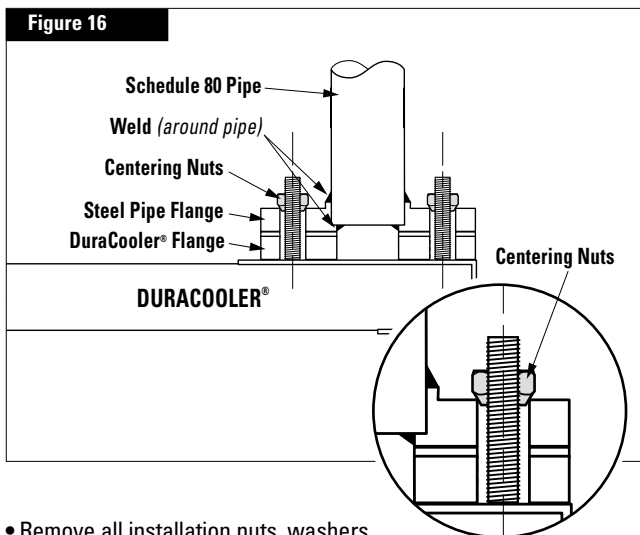 Figure 16
Schedule 80 Pipe
Weld (around pipe)
Centering Nuts
Steel Pipe Flange
DuraCooler® Flange
Centering Nuts
DURACOOLER®
• Remove all installation nuts, washers